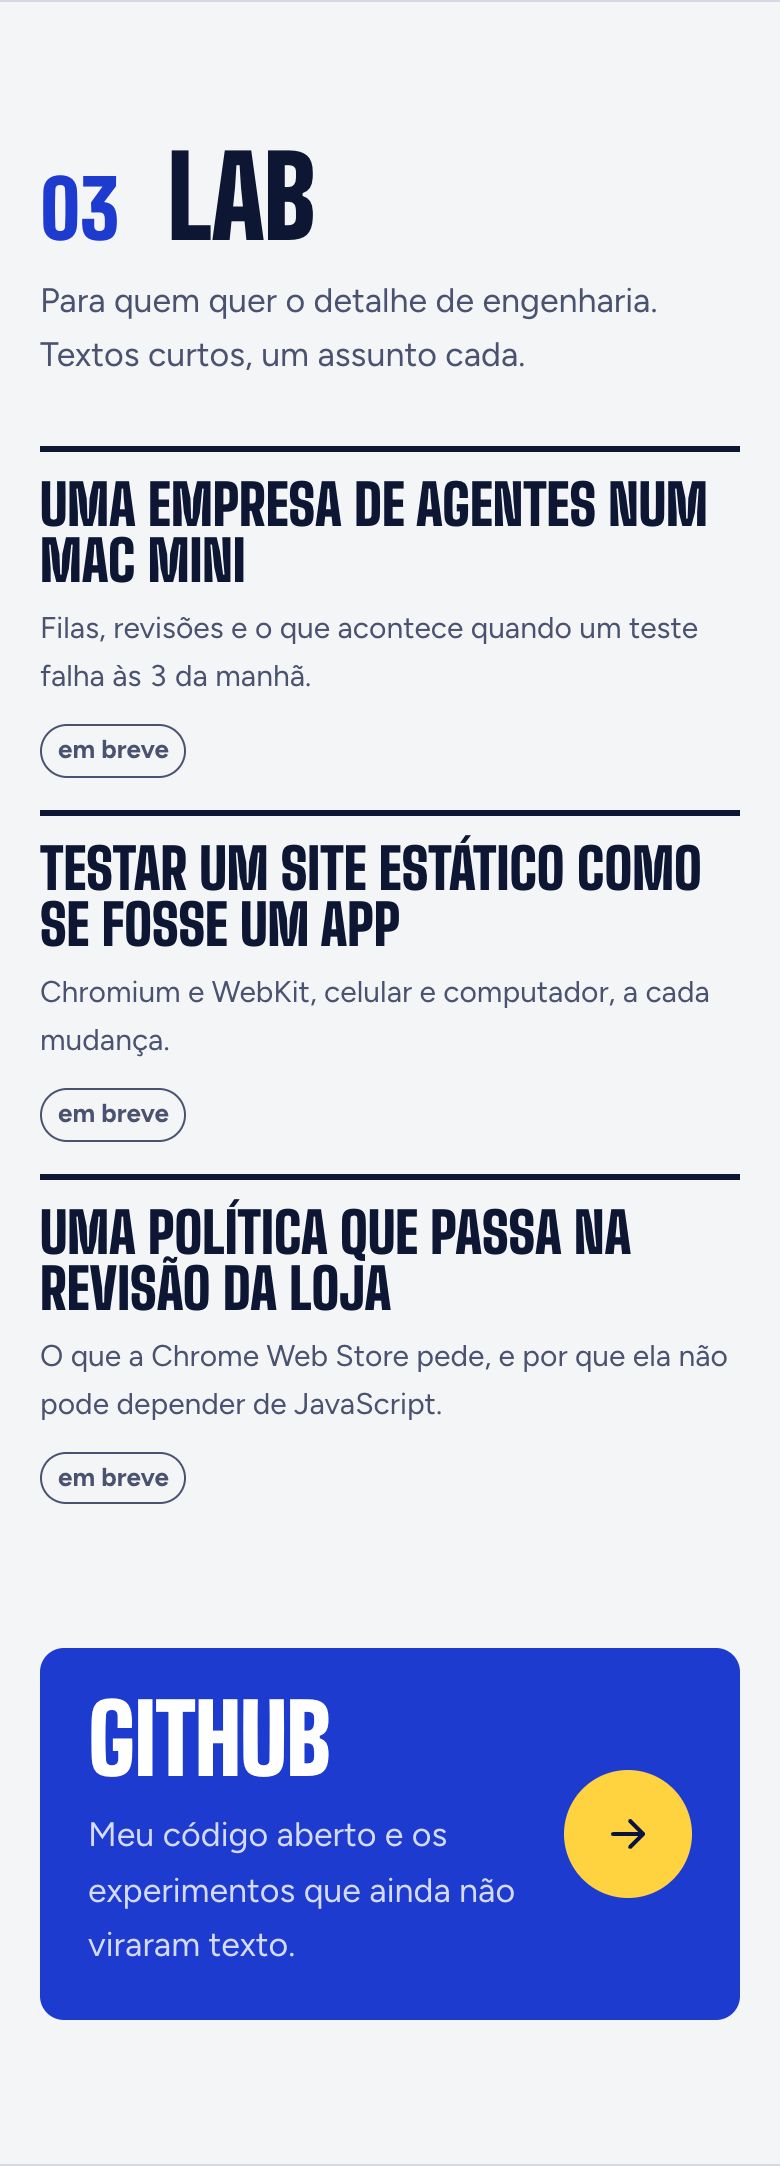 03 LAB
Para quem quer o detalhe de engenharia.
Textos curtos, um assunto cada.
UMA EMPRESA DE AGENTES NUM
MAC MINI
Filas, revisões e o que acontece quando um teste
falha às 3 da manhã.
em breve
TESTAR UM SITE ESTÁTICO COMO
SE FOSSE UM APP
Chromium e WebKit, celular e computador, a cada
mudança.
em breve
UMA POLÍTICA QUE PASSA NA
REVISÃO DA LOJA
O que a Chrome Web Store pede, e por que ela não
pode depender de JavaScript.
em breve
GITHUB
Meu código aberto e os
experimentos que ainda não
viraram texto.